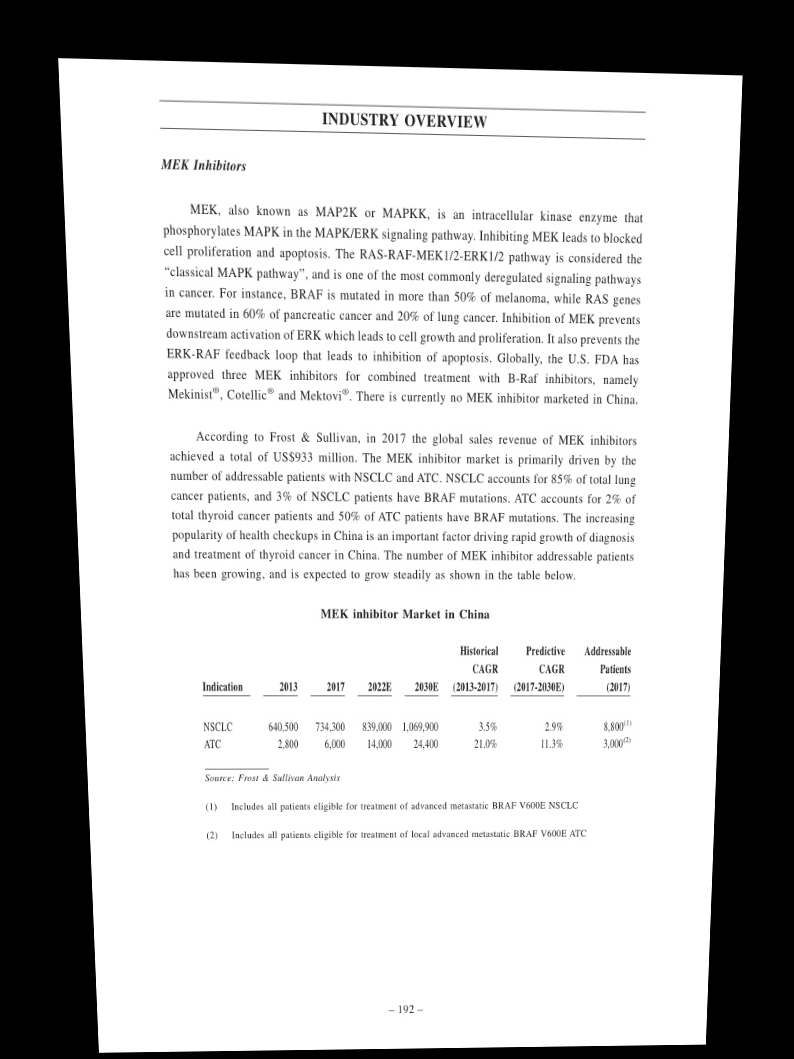 INDUSTRY OVERVIEW
MEK Inhibitors
MEK, also known as MAP2K or MAPKK, is an intracellular kinase enzyme that
phosphorylates MAPK in the MAPK/ERK signaling pathway. Inhibiting MEK leads to blocked
cell proliferation and apoptosis. The RAS-RAF-MEK1/2-ERK1/2 pathway is considered the
“classical MAPK pathway”, and is one of the most commonly deregulated signaling pathways
in cancer. For instance, BRAF is mutated in more than 50% of melanoma, while RAS genes
are mutated in 60% of pancreatic cancer and 20% of lung cancer. Inhibition of MEK prevents
downstream activation of ERK which leads to cell growth and proliferation. It also prevents the
ERK-RAF feedback loop that leads to inhibition of apoptosis. Globally, the U.S. FDA has
approved three MEK inhibitors for combined treatment with B-Raf inhibitors, namely
Mekinist®, Cotellic® and Mektovi®. There is currently no MEK inhibitor marketed in China.
According to Frost & Sullivan, in 2017 the global sales revenue of MEK inhibitors
achieved a total of US$933 million. The MEK inhibitor market is primarily driven by the
number of addressable patients with NSCLC and ATC. NSCLC accounts for 85% of total lung
cancer patients, and 3% of NSCLC patients have BRAF mutations. ATC accounts for 2% of
total thyroid cancer patients and 50% of ATC patients have BRAF mutations. The increasing
popularity of health checkups in China is an important factor driving rapid growth of diagnosis
and treatment of thyroid cancer in China. The number of MEK inhibitor addressable patients
has been growing, and is expected to grow steadily as shown in the table below.
MEK inhibitor Market in China
Historical Predictive Addressable
CAGR CAGR Patients
Indication 2013 2017 2022E 2030E (2013-2017) (2017-2030E) (2017)
NSCLC 640,500 734,300 839,000 1,069,900 3.5% 2.9% 8,800(1)
ATC 2,800 6,000 14,000 24,400 21.0% 11.3% 3,000(2)
Source: Frost & Sullivan Analysis
(1) Includes all patients eligible for treatment of advanced metastatic BRAF V600E NSCLC
(2) Includes all patients eligible for treatment of local advanced metastatic BRAF V600E ATC
– 192 –